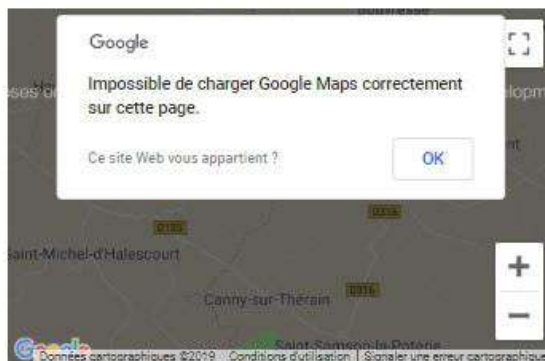 Google
Impossible de charger Google Maps correctement
sur cette page.
Ce site Web vous appartient ?
OK
D316
Saint-Michel-d'Halescourt
Canny-sur-Thérain
D316
Saint-Samson-la-Poterie
Google
Données cartographiques ©2019
Conditions d'utilisation
Signaler une erreur cartographique